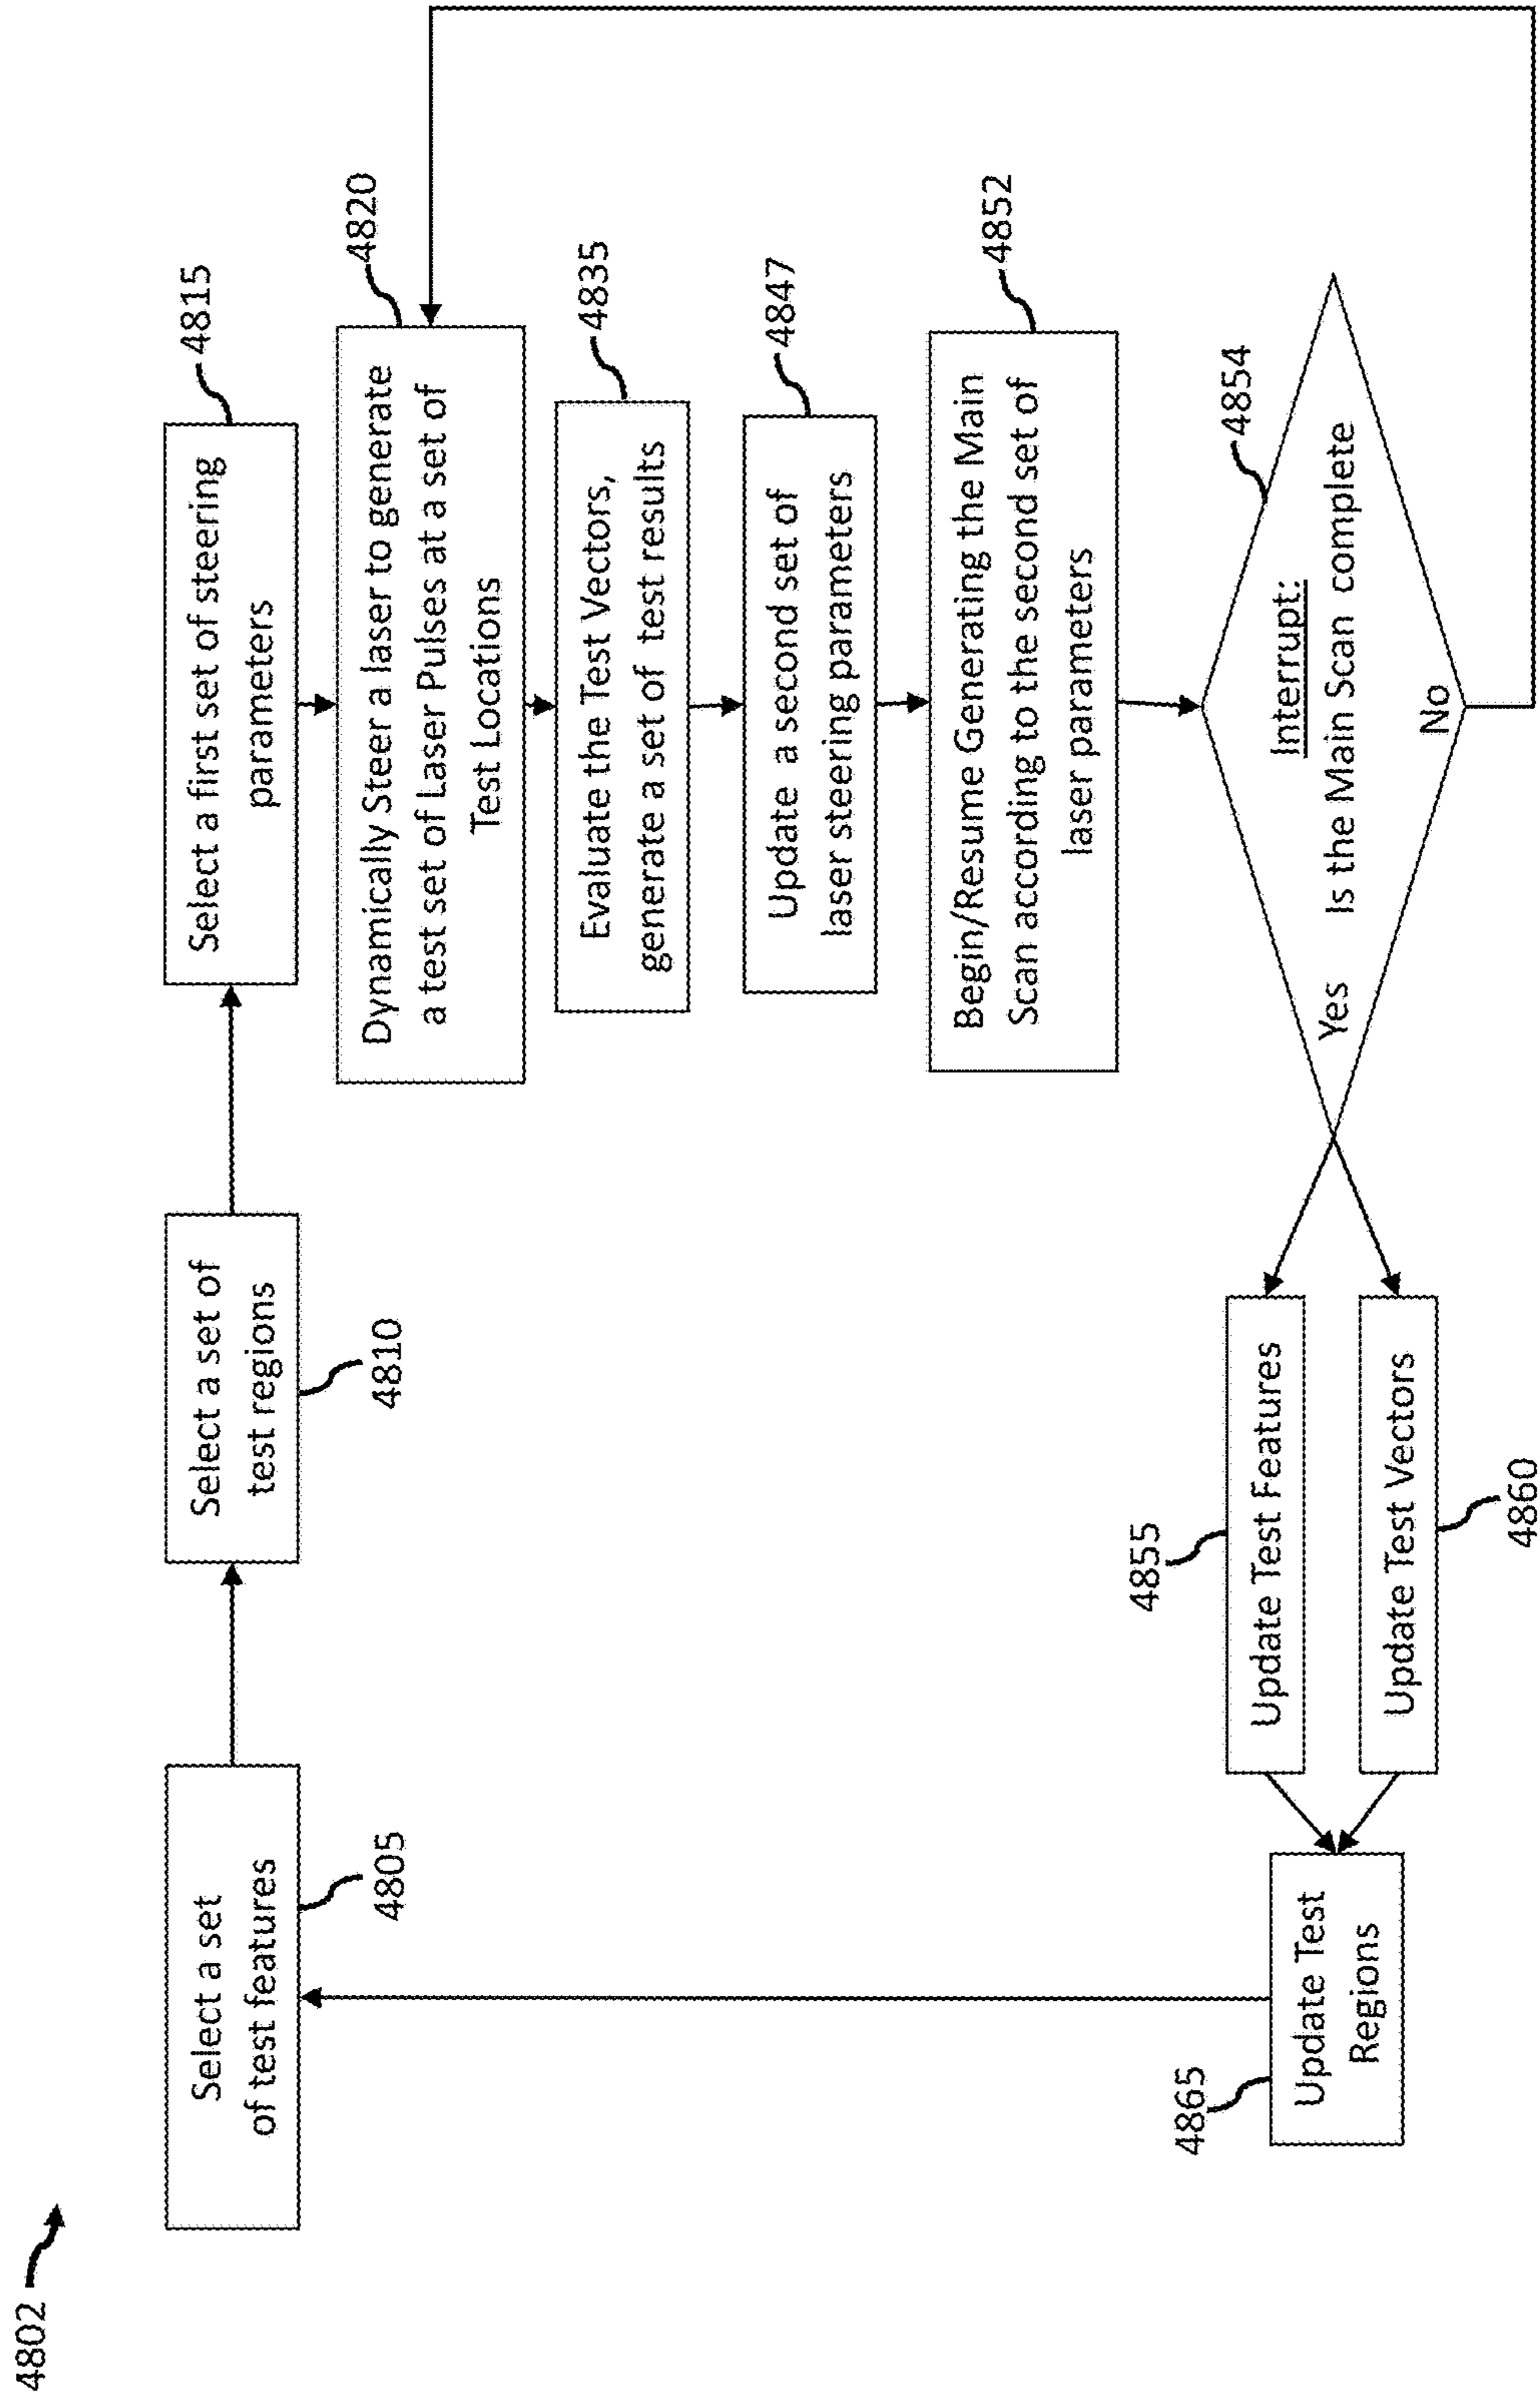 4802
Select a set
of test features
4805
Select a set of
test regions
4810
Select a first set of steering
parameters
4815
Dynamically Steer a laser to generate
a test set of Laser Pulses at a set of
Test Locations
4820
Evaluate the Test Vectors,
generate a set of test results
4835
Update a second set of
laser steering parameters
4847
Begin/Resume Generating the Main
Scan according to the second set of
laser parameters
4852
4854
Interrupt:
Yes Is the Main Scan complete
No
4855
Update Test Features
Update Test Vectors
4860
4865
Update Test
Regions